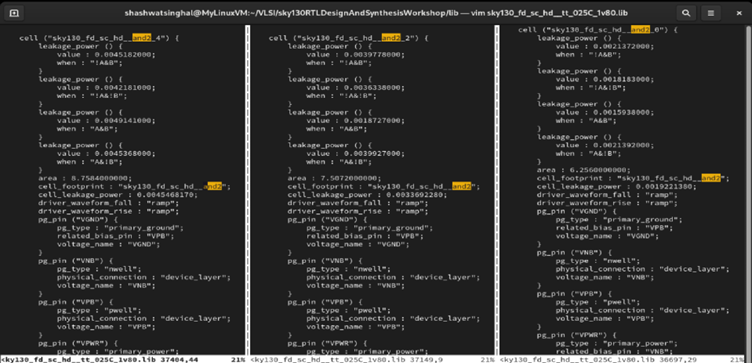 shashwatsinghal@MyLinuxVM:~/VLSI/sky130RTLDesignAndSynthesisWorkshop/lib — vim sky130_fd_sc_hd__tt_025C_1v80.lib
cell ("sky130_fd_sc_hd__and2_4") {
leakage_power () {
value : 0.0045182000;
when : "!A&B";
}
leakage_power () {
value : 0.0042181000;
when : "!A&!B";
}
leakage_power () {
value : 0.0049141000;
when : "A&B";
}
leakage_power () {
value : 0.0045368000;
when : "A&!B";
}
area : 8.7584000000;
cell_footprint : "sky130_fd_sc_hd__and2";
cell_leakage_power : 0.0045468170;
driver_waveform_fall : "ramp";
driver_waveform_rise : "ramp";
pg_pin ("VGND") {
pg_type : "primary_ground";
related_bias_pin : "VPB";
voltage_name : "VGND";
}
pg_pin ("VNB") {
pg_type : "nwell";
physical_connection : "device_layer";
voltage_name : "VNB";
}
pg_pin ("VPB") {
pg_type : "pwell";
physical_connection : "device_layer";
voltage_name : "VPB";
}
pg_pin ("VPWR") {
pg_type : "primary_power";
<ky130_fd_sc_hd__tt_025C_1v80.lib 37404,44 21%
cell ("sky130_fd_sc_hd__and2_2") {
leakage_power () {
value : 0.0039778000;
when : "!A&B";
}
leakage_power () {
value : 0.0036338000;
when : "!A&!B";
}
leakage_power () {
value : 0.0018727000;
when : "A&B";
}
leakage_power () {
value : 0.0039927000;
when : "A&!B";
}
area : 7.5072000000;
cell_footprint : "sky130_fd_sc_hd__and2";
cell_leakage_power : 0.0033692280;
driver_waveform_fall : "ramp";
driver_waveform_rise : "ramp";
pg_pin ("VGND") {
pg_type : "primary_ground";
related_bias_pin : "VPB";
voltage_name : "VGND";
}
pg_pin ("VNB") {
pg_type : "nwell";
physical_connection : "device_layer";
voltage_name : "VNB";
}
pg_pin ("VPB") {
pg_type : "pwell";
physical_connection : "device_layer";
voltage_name : "VPB";
}
pg_pin ("VPWR") {
pg_type : "primary_power";
<ky130_fd_sc_hd__tt_025C_1v80.lib 37149,9 21%
cell ("sky130_fd_sc_hd__and2_0") {
leakage_power () {
value : 0.0021372000;
when : "!A&B";
}
leakage_power () {
value : 0.0018183000;
when : "!A&!B";
}
leakage_power () {
value : 0.0015938000;
when : "A&B";
}
leakage_power () {
value : 0.0021392000;
when : "A&!B";
}
area : 6.2560000000;
cell_footprint : "sky130_fd_sc_hd__and2";
cell_leakage_power : 0.0019221380;
driver_waveform_fall : "ramp";
driver_waveform_rise : "ramp";
pg_pin ("VGND") {
pg_type : "primary_ground";
related_bias_pin : "VPB";
voltage_name : "VGND";
}
pg_pin ("VNB") {
pg_type : "nwell";
physical_connection : "device_layer";
voltage_name : "VNB";
}
pg_pin ("VPB") {
pg_type : "pwell";
physical_connection : "device_layer";
voltage_name : "VPB";
}
pg_pin ("VPWR") {
pg_type : "primary_power";
<ky130_fd_sc_hd__tt_025C_1v80.lib 36697,29 21%